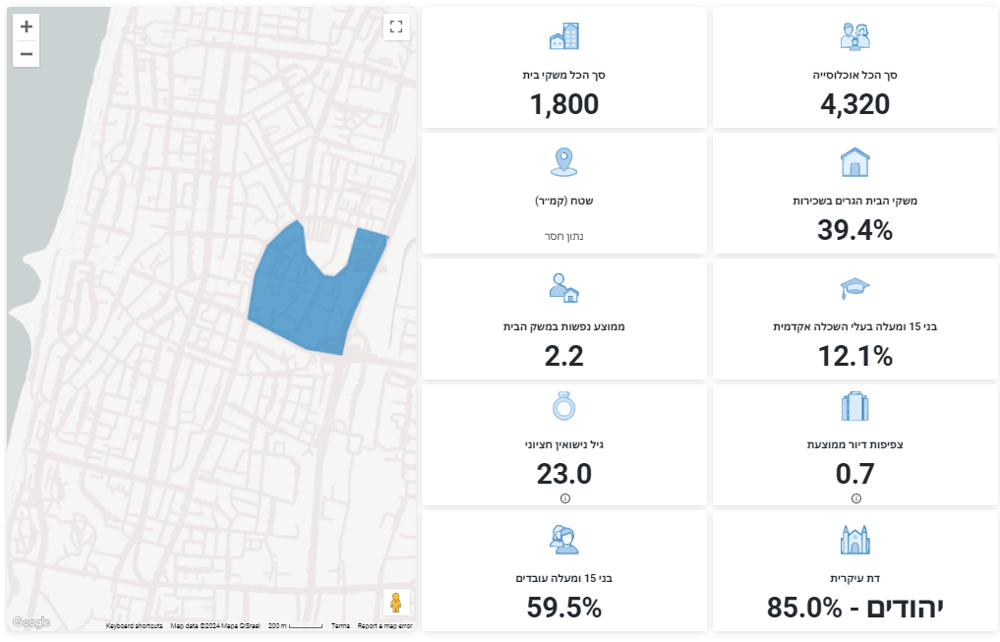 סך הכל אוכלוסייה
4,320
סך הכל משקי בית
1,800
משקי הבית הגרים בשכירות
39.4%
שטח (קמ״ר)
נתון חסר
בני 15 ומעלה בעלי השכלה אקדמית
12.1%
ממוצע נפשות במשק הבית
2.2
צפיפות דיור ממוצעת
0.7
גיל נישואין חציוני
23.0
דת עיקרית
יהודים - 85.0%
בני 15 ומעלה עובדים
59.5%
Google
Keyboard shortcuts
Map data ©2024 Mapa GISrael
200 m
Terms
Report a map error